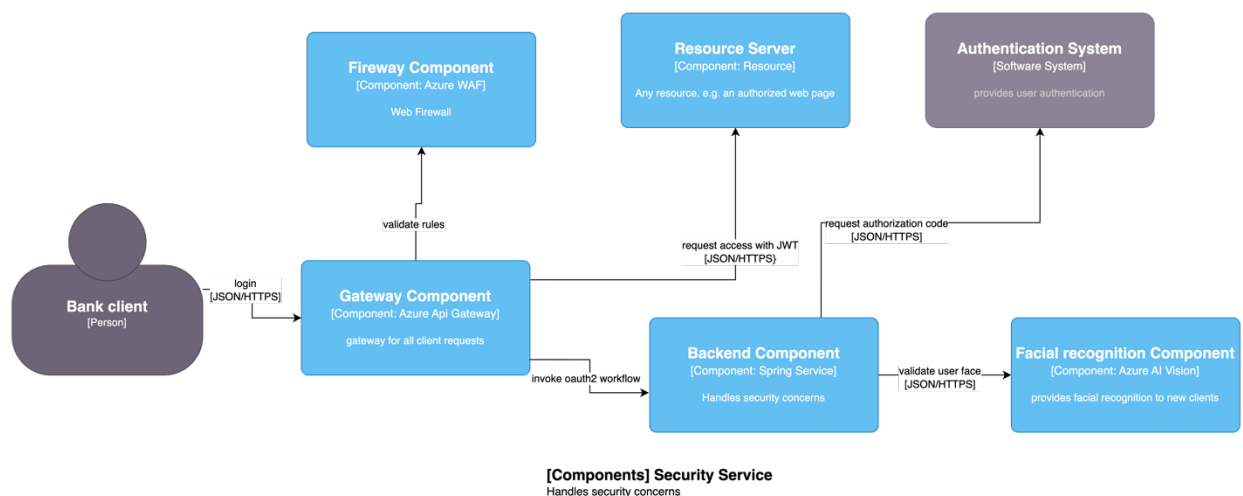 Fireway Component
[Component: Azure WAF]
Web Firewall
Resource Server
[Component: Resource]
Any resource. e.g. an authorized web page
Authentication System
[Software System]
provides user authentication
validate rules
request access with JWT
[JSON/HTTPS}
request authorization code
[JSON/HTTPS]
Bank client
[Person]
login
[JSON/HTTPS]
Gateway Component
[Component: Azure Api Gateway]
gateway for all client requests
invoke oauth2 workflow
Backend Component
[Component: Spring Service]
Handles security concerns
validate user face
[JSON/HTTPS]
Facial recognition Component
[Component: Azure AI Vision]
provides facial recognition to new clients
[Components] Security Service
Handles security concerns